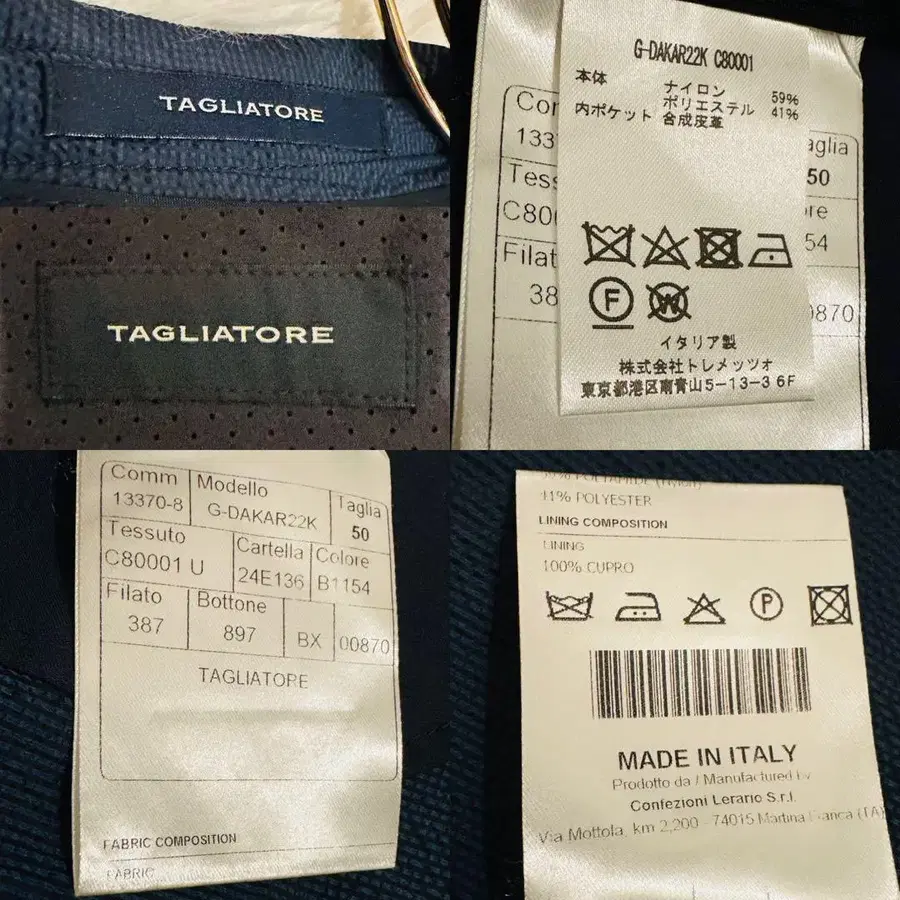 TAGLIATORE
TAGLIATORE
G-DAKAR22K C80001
本体 ナイロン 59%
ポリエステル 41%
内ポケット 合成皮革
50
54
38
F
W
イタリア製
株式会社トレメッツォ
東京都港区南青山5-13-3 6F
Comm Modello Taglia
13370-8 G-DAKAR22K 50
Tessuto Cartella Colore
C80001 U 24E136 B1154
Filato Bottone
387 897 BX 00870
TAGLIATORE
FABRIC COMPOSITION
FABRIC
POLYAMIDE (Nylon)
41% POLYESTER
LINING COMPOSITION
LINING
100% CUPRO
P
MADE IN ITALY
Prodotto da / Manufactured by
Confezioni Lerario S.r.l.
Via Mottola, km 2,200 - 74015 Martina Franca (TA)